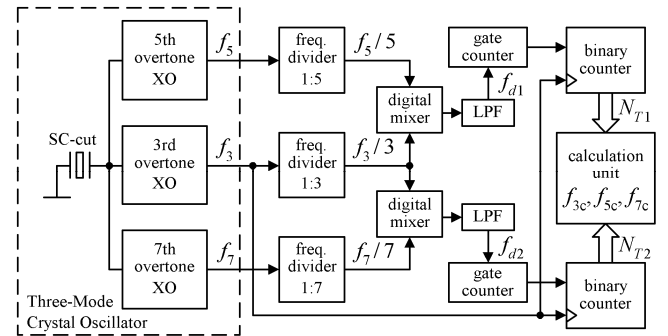 5th
overtone
XO
f5
freq.
divider
1:5
f5/5
gate
counter
binary
counter
fd1
digital
mixer
LPF
NT1
SC-cut
3rd
overtone
XO
f3
freq.
divider
1:3
f3/3
calculation
unit
f3c, f5c, f7c
digital
mixer
LPF
fd2
NT2
7th
overtone
XO
f7
freq.
divider
1:7
f7/7
gate
counter
binary
counter
Three-Mode
Crystal Oscillator